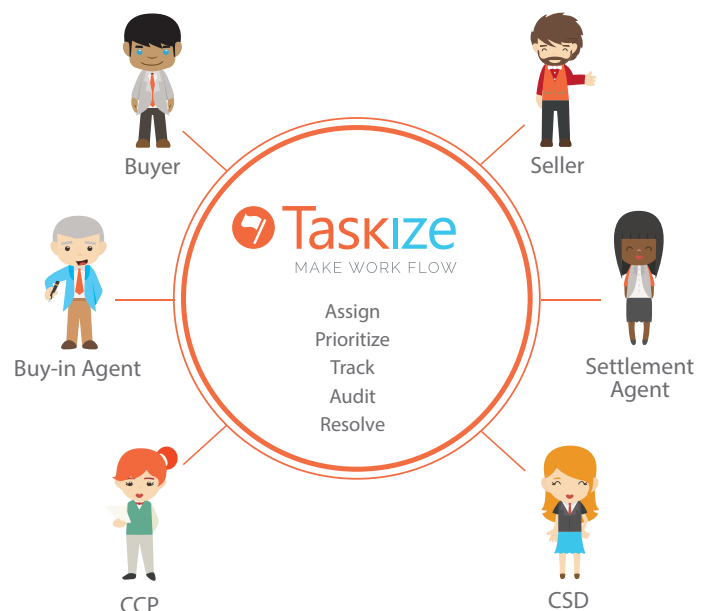 Buyer
Seller
TASKIZE
MAKE WORK FLOW
Assign
Prioritize
Track
Audit
Resolve
Buy-in Agent
Settlement
Agent
CCP
CSD